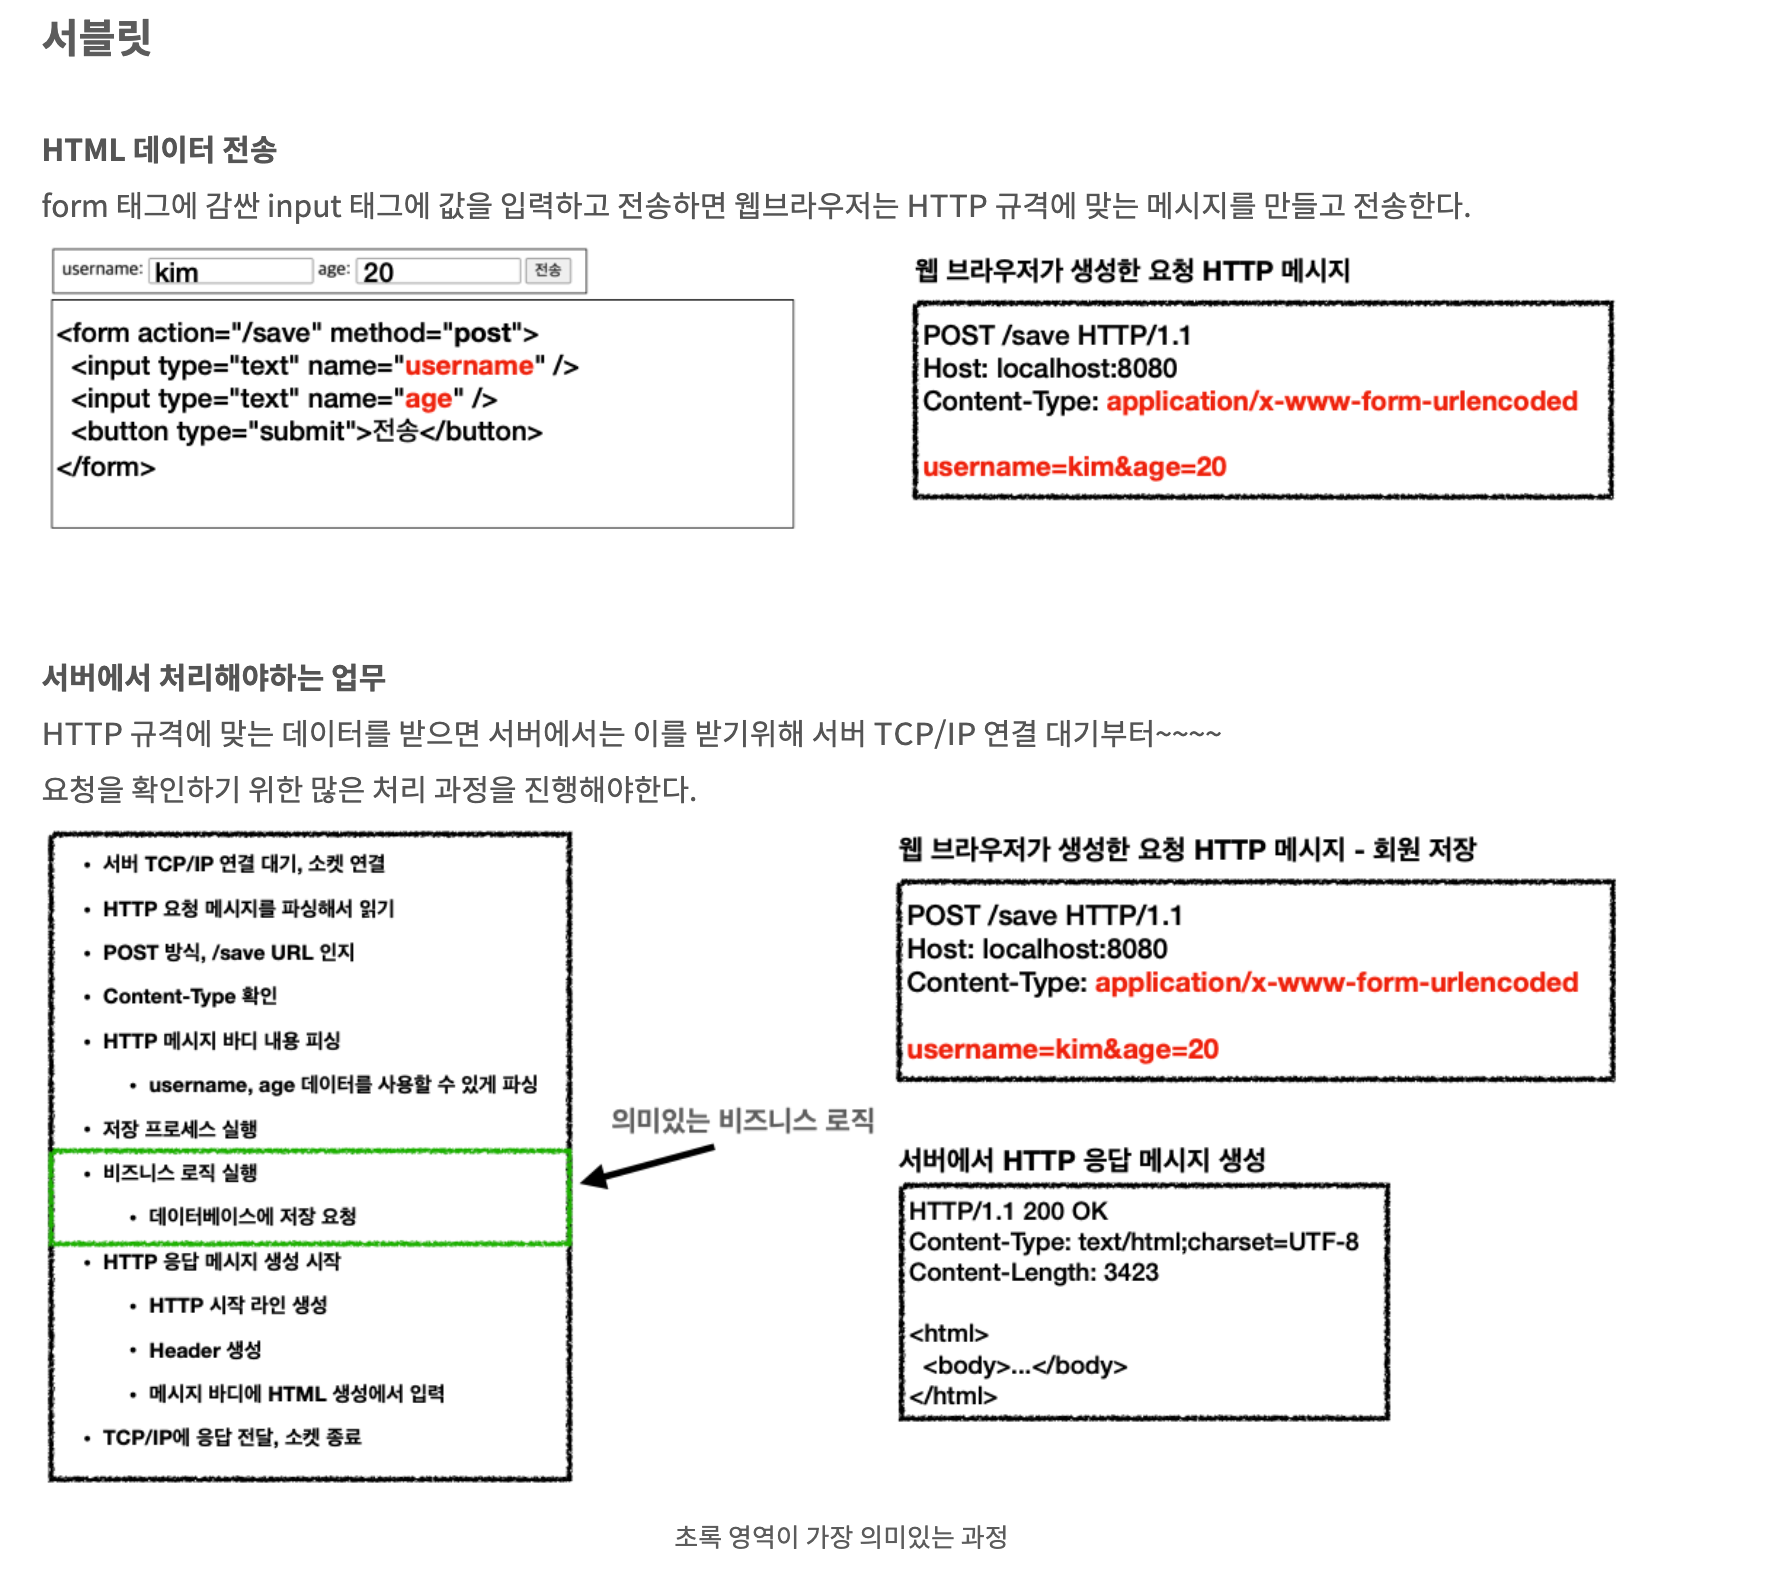 서블릿
HTML 데이터 전송
form 태그에 감싼 input 태그에 값을 입력하고 전송하면 웹브라우저는 HTTP 규격에 맞는 메시지를 만들고 전송한다.
username: kim age: 20 전송
<form action="/save" method="post">
<input type="text" name="username" />
<input type="text" name="age" />
<button type="submit">전송</button>
</form>
웹 브라우저가 생성한 요청 HTTP 메시지
POST /save HTTP/1.1
Host: localhost:8080
Content-Type: application/x-www-form-urlencoded
username=kim&age=20
서버에서 처리해야하는 업무
HTTP 규격에 맞는 데이터를 받으면 서버에서는 이를 받기위해 서버 TCP/IP 연결 대기부터~~~~
요청을 확인하기 위한 많은 처리 과정을 진행해야한다.
• 서버 TCP/IP 연결 대기, 소켓 연결
• HTTP 요청 메시지를 파싱해서 읽기
• POST 방식, /save URL 인지
• Content-Type 확인
• HTTP 메시지 바디 내용 피싱
• username, age 데이터를 사용할 수 있게 파싱
• 저장 프로세스 실행
• 비즈니스 로직 실행
• 데이터베이스에 저장 요청
• HTTP 응답 메시지 생성 시작
• HTTP 시작 라인 생성
• Header 생성
• 메시지 바디에 HTML 생성에서 입력
• TCP/IP에 응답 전달, 소켓 종료
의미있는 비즈니스 로직
웹 브라우저가 생성한 요청 HTTP 메시지 - 회원 저장
POST /save HTTP/1.1
Host: localhost:8080
Content-Type: application/x-www-form-urlencoded
username=kim&age=20
서버에서 HTTP 응답 메시지 생성
HTTP/1.1 200 OK
Content-Type: text/html;charset=UTF-8
Content-Length: 3423
<html>
<body>...</body>
</html>
초록 영역이 가장 의미있는 과정